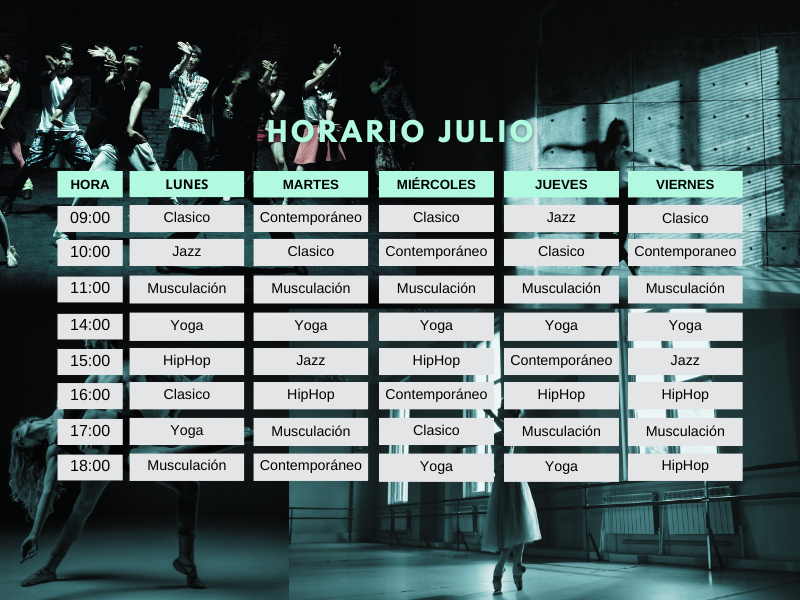 HORARIO JULIO
HORA LUNES MARTES MIÉRCOLES JUEVES VIERNES
09:00 Clasico Contemporáneo Clasico Jazz Clasico
10:00 Jazz Clasico Contemporáneo Clasico Contemporaneo
11:00 Musculación Musculación Musculación Musculación Musculación
14:00 Yoga Yoga Yoga Yoga Yoga
15:00 HipHop Jazz HipHop Contemporáneo Jazz
16:00 Clasico HipHop Contemporáneo HipHop HipHop
17:00 Yoga Musculación Clasico Musculación Musculación
18:00 Musculación Contemporáneo Yoga Yoga HipHop